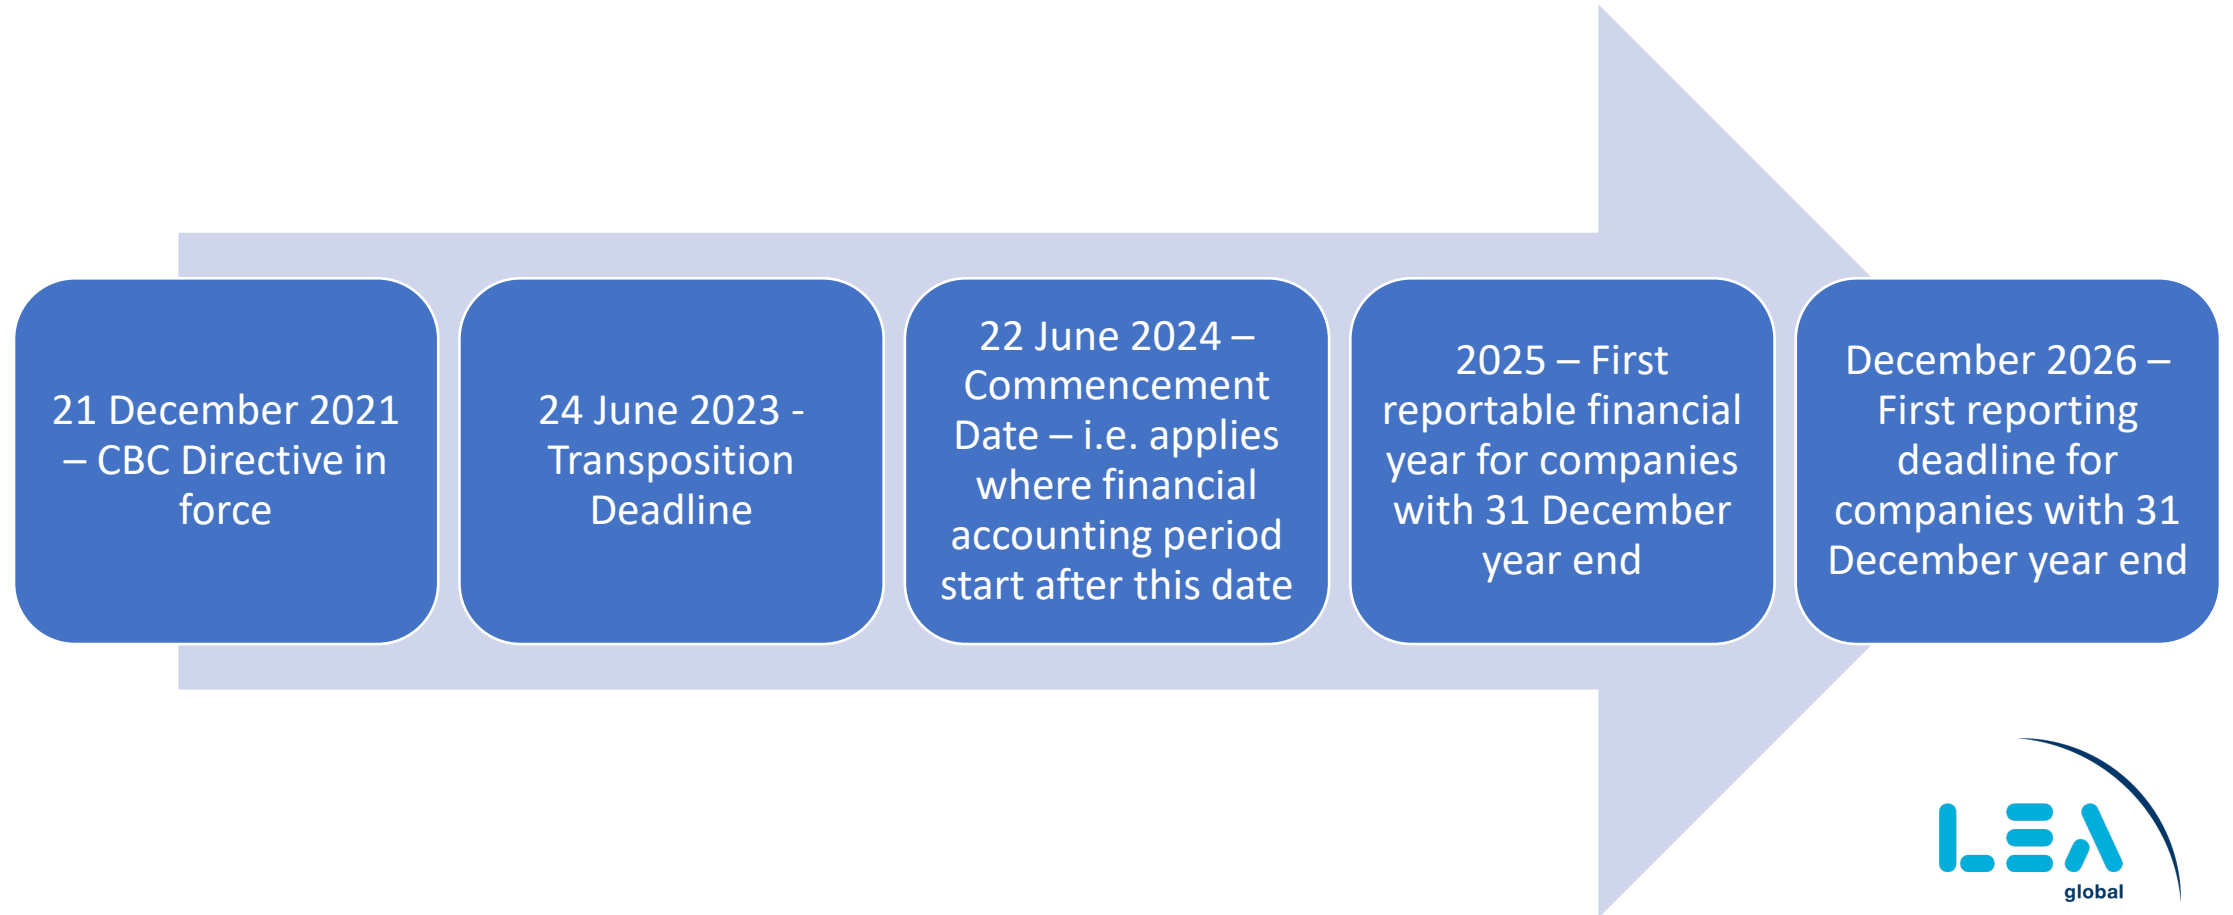 21 December 2021
– CBC Directive in
force
24 June 2023 -
Transposition
Deadline
22 June 2024 –
Commencement
Date – i.e. applies
where financial
accounting period
start after this date
2025 – First
reportable financial
year for companies
with 31 December
year end
December 2026 –
First reporting
deadline for
companies with 31
December year end
LEA
global